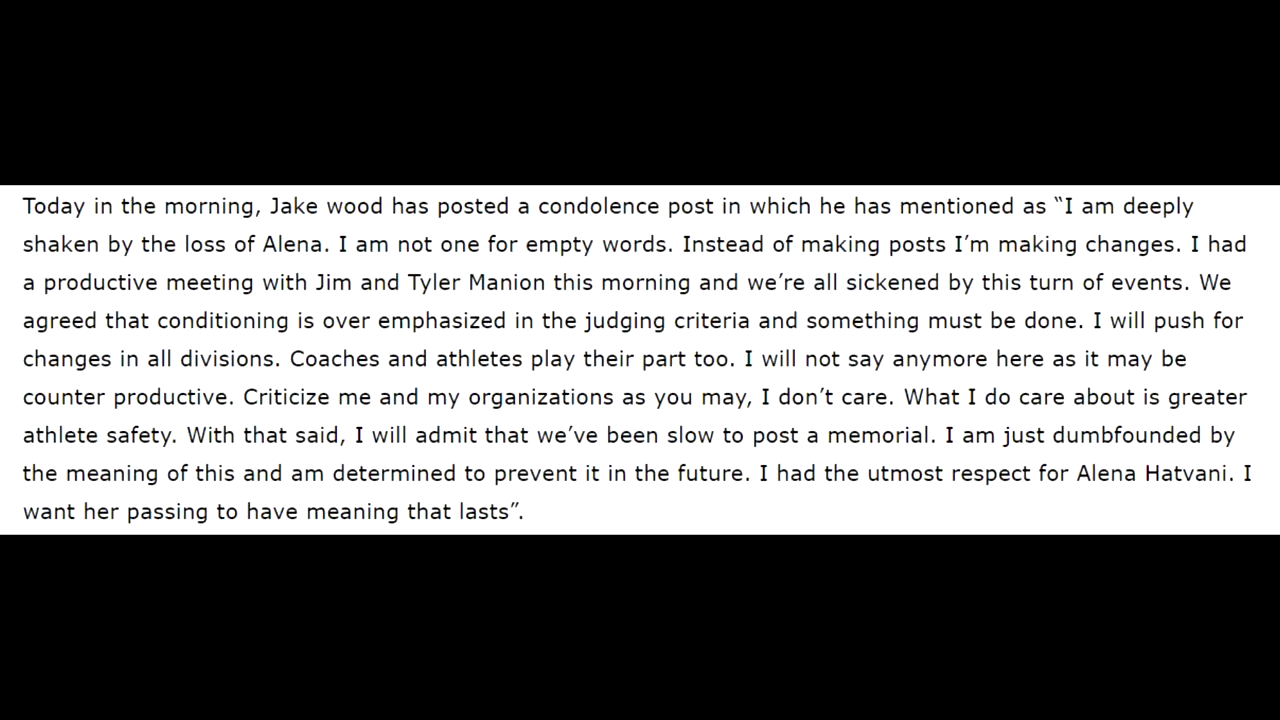 Today in the morning, Jake wood has posted a condolence post in which he has mentioned as “I am deeply
shaken by the loss of Alena. I am not one for empty words. Instead of making posts I’m making changes. I had
a productive meeting with Jim and Tyler Manion this morning and we’re all sickened by this turn of events. We
agreed that conditioning is over emphasized in the judging criteria and something must be done. I will push for
changes in all divisions. Coaches and athletes play their part too. I will not say anymore here as it may be
counter productive. Criticize me and my organizations as you may, I don’t care. What I do care about is greater
athlete safety. With that said, I will admit that we’ve been slow to post a memorial. I am just dumbfounded by
the meaning of this and am determined to prevent it in the future. I had the utmost respect for Alena Hatvani. I
want her passing to have meaning that lasts”.